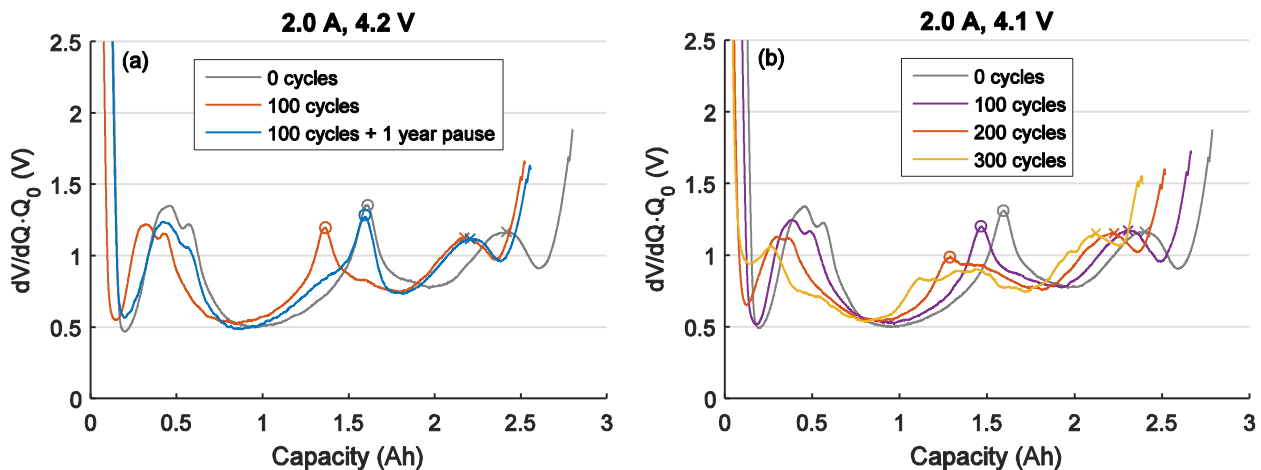 2.0 A, 4.2 V
(a)
0 cycles
100 cycles
100 cycles + 1 year pause
dV/dQ·Q₀ (V)
2.5
2
1.5
1
0.5
0
0 0.5 1 1.5 2 2.5 3
Capacity (Ah)
2.0 A, 4.1 V
(b)
0 cycles
100 cycles
200 cycles
300 cycles
dV/dQ·Q₀ (V)
2.5
2
1.5
1
0.5
0
0 0.5 1 1.5 2 2.5 3
Capacity (Ah)